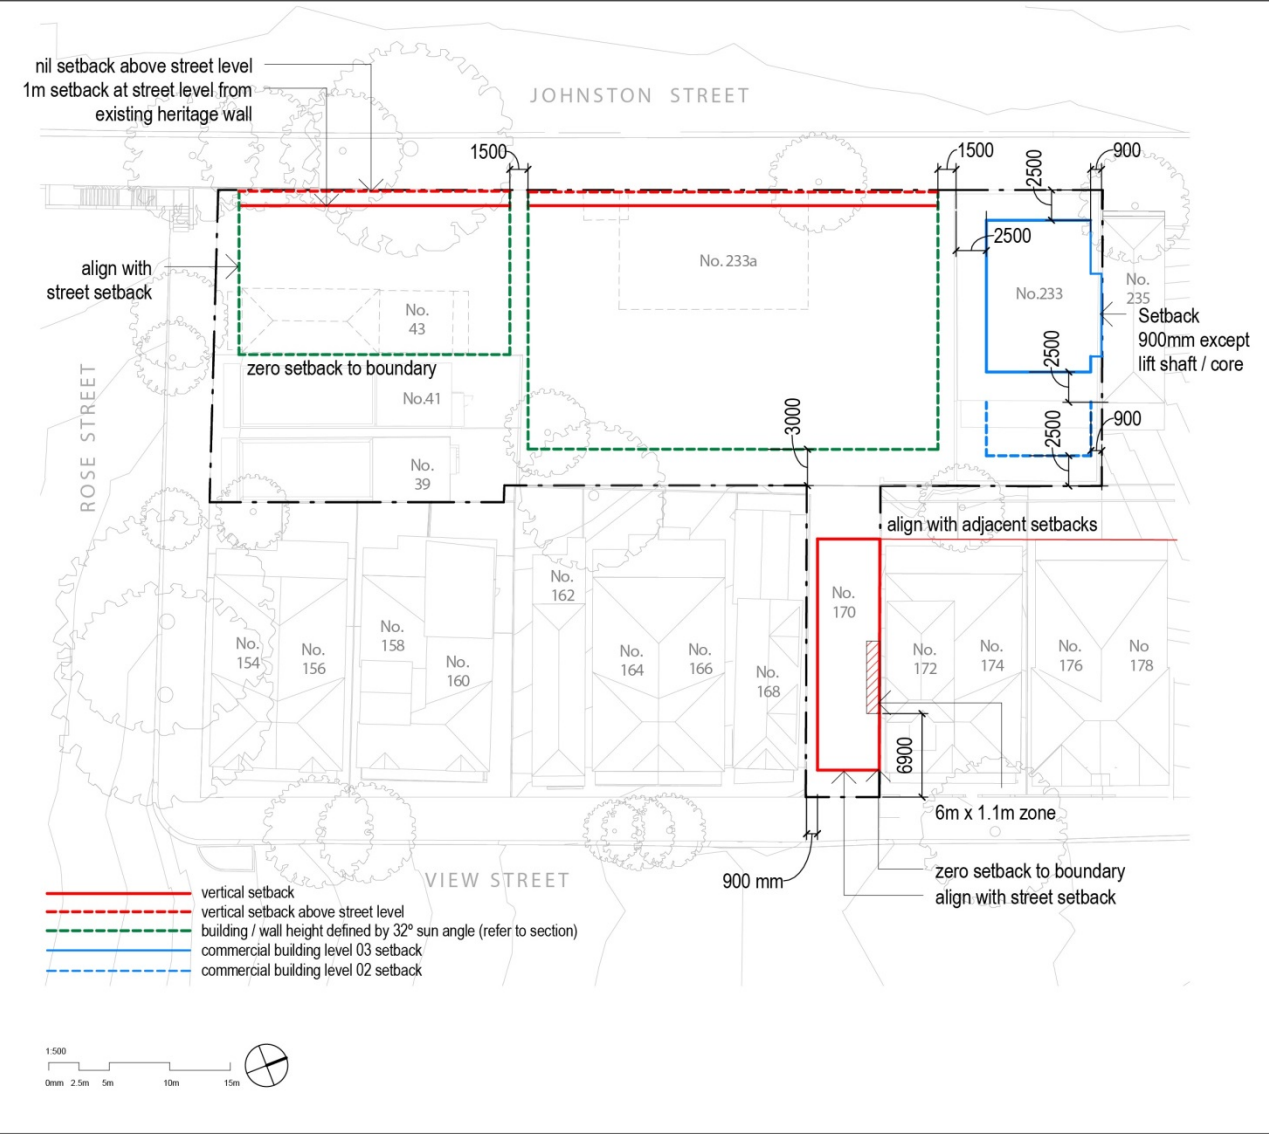 nil setback above street level
1m setback at street level from
existing heritage wall
JOHNSTON STREET
1500
1500
2500
900
2500
align with
street setback
No. 233a
No.233
No.
235
No.
43
Setback
900mm except
lift shaft / core
zero setback to boundary
2500
ROSE STREET
No.41
3000
2500
900
No.
39
align with adjacent setbacks
No.
162
No.
170
No.
154
No.
156
No.
158
No.
160
No.
164
No.
166
No.
168
No.
172
No.
174
No.
176
No
178
6900
6m x 1.1m zone
900 mm
zero setback to boundary
align with street setback
VIEW STREET
vertical setback
vertical setback above street level
building / wall height defined by 32º sun angle (refer to section)
commercial building level 03 setback
commercial building level 02 setback
1:500
0mm 2.5m 5m 10m 15m